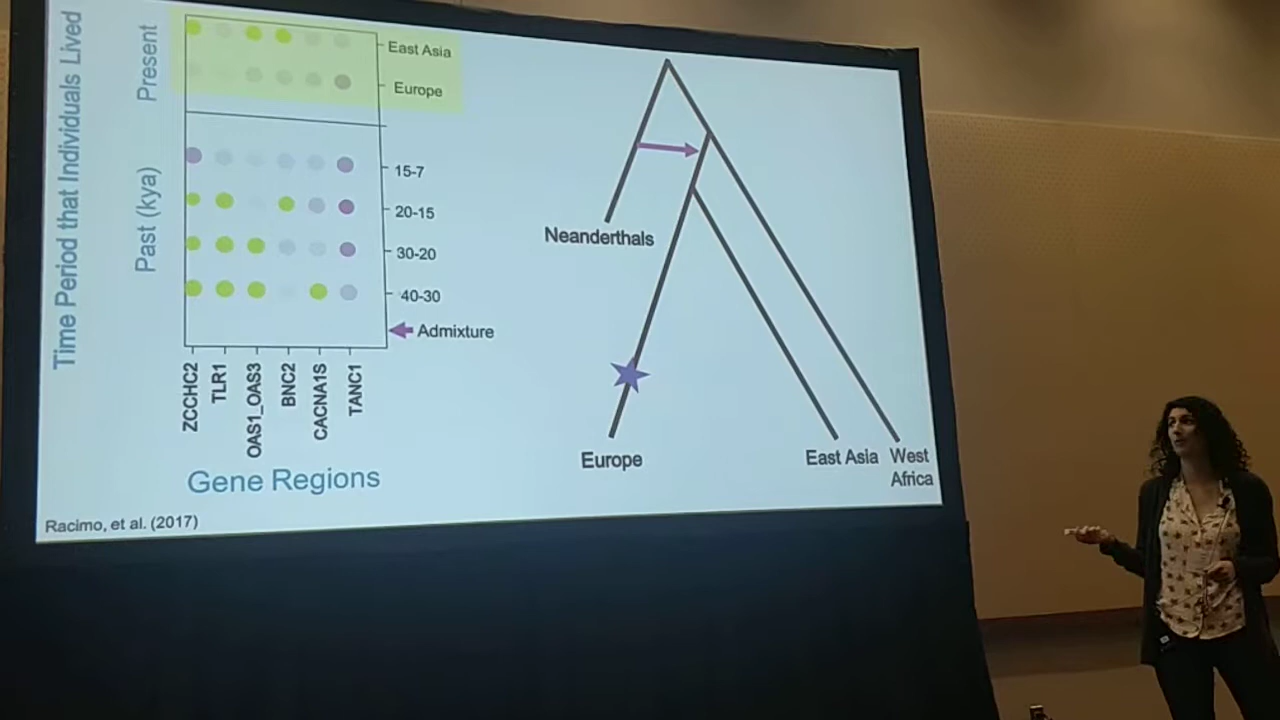 Time Period that Individuals Lived
Present
Past (kya)
East Asia
Europe
15-7
20-15
30-20
40-30
Admixture
ZCCHC2
TLR1
OAS1_OAS3
BNC2
CACNA1S
TANC1
Gene Regions
Racimo, et al. (2017)
Neanderthals
Europe
East Asia
West
Africa